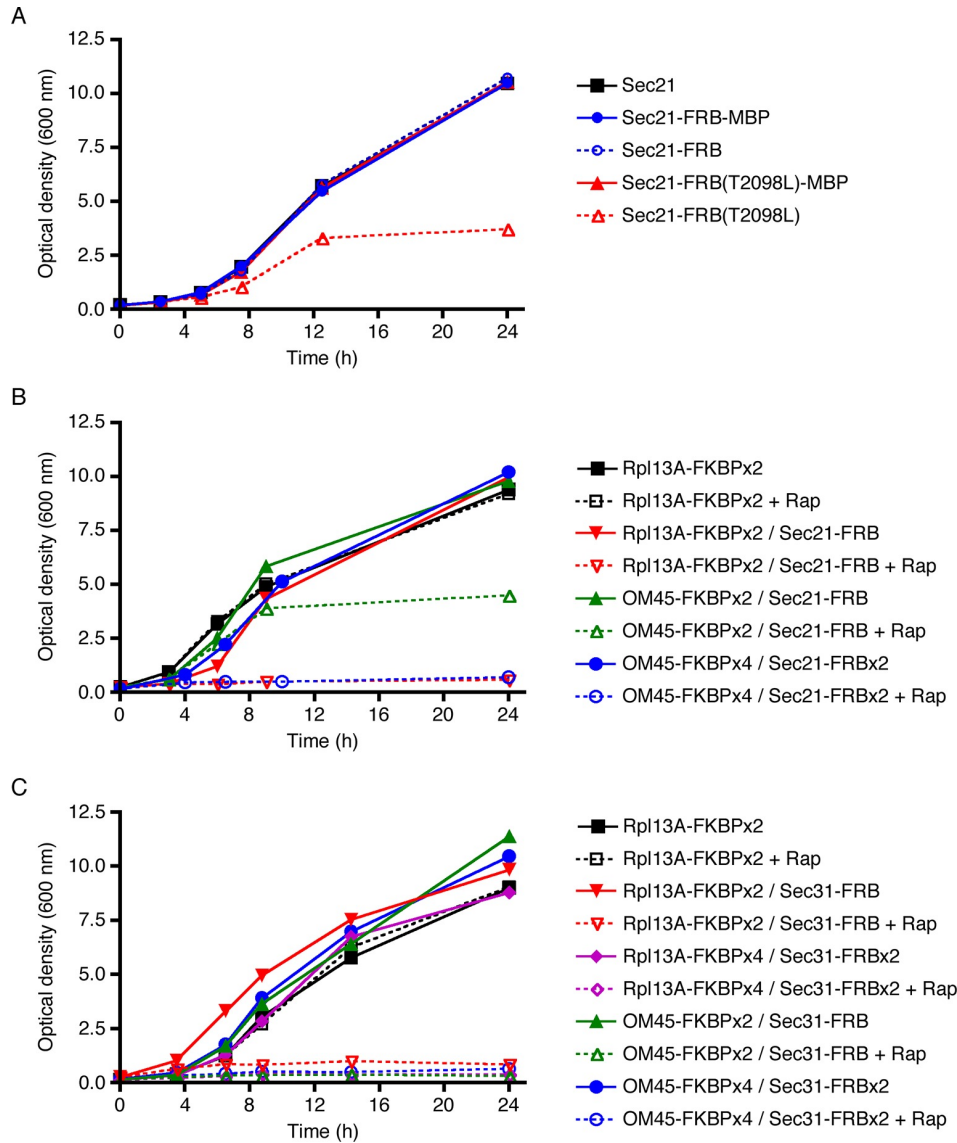 A
Optical density (600 nm)
12.5
10.0
7.5
5.0
2.5
0.0
0 4 8 12 16 20 24
Time (h)
Sec21
Sec21-FRB-MBP
Sec21-FRB
Sec21-FRB(T2098L)-MBP
Sec21-FRB(T2098L)
B
Optical density (600 nm)
12.5
10.0
7.5
5.0
2.5
0.0
0 4 8 12 16 20 24
Time (h)
Rpl13A-FKBPx2
Rpl13A-FKBPx2 + Rap
Rpl13A-FKBPx2 / Sec21-FRB
Rpl13A-FKBPx2 / Sec21-FRB + Rap
OM45-FKBPx2 / Sec21-FRB
OM45-FKBPx2 / Sec21-FRB + Rap
OM45-FKBPx4 / Sec21-FRBx2
OM45-FKBPx4 / Sec21-FRBx2 + Rap
C
Optical density (600 nm)
12.5
10.0
7.5
5.0
2.5
0.0
0 4 8 12 16 20 24
Time (h)
Rpl13A-FKBPx2
Rpl13A-FKBPx2 + Rap
Rpl13A-FKBPx2 / Sec31-FRB
Rpl13A-FKBPx2 / Sec31-FRB + Rap
Rpl13A-FKBPx4 / Sec31-FRBx2
Rpl13A-FKBPx4 / Sec31-FRBx2 + Rap
OM45-FKBPx2 / Sec31-FRB
OM45-FKBPx2 / Sec31-FRB + Rap
OM45-FKBPx4 / Sec31-FRBx2
OM45-FKBPx4 / Sec31-FRBx2 + Rap